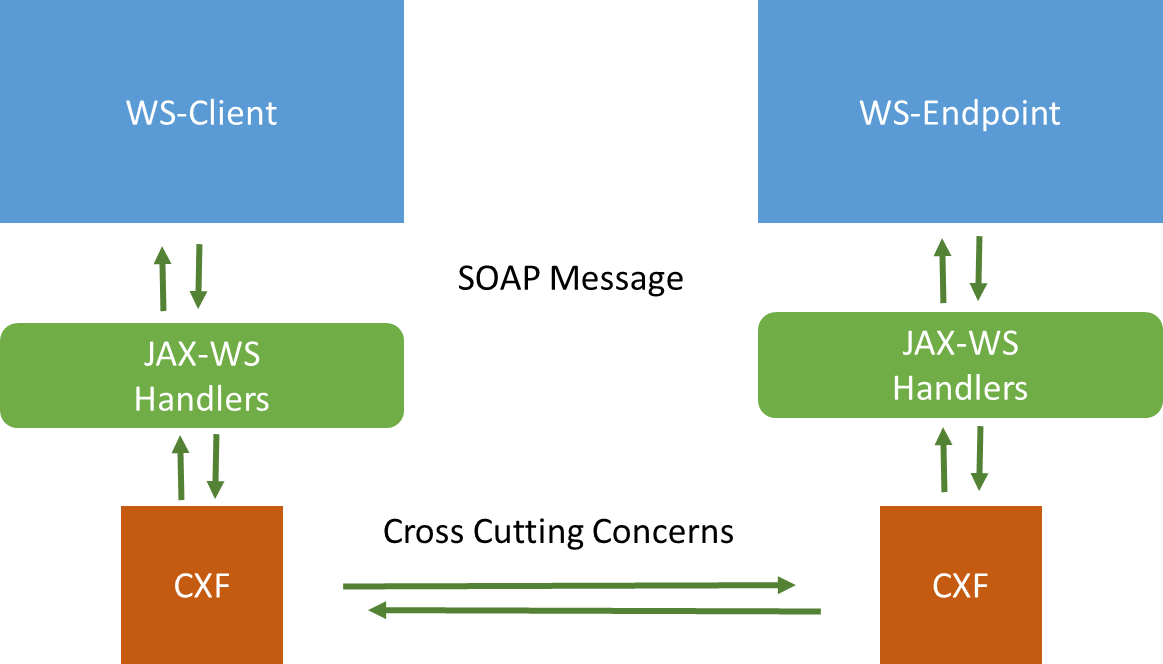 WS-Client
WS-Endpoint
SOAP Message
JAX-WS
Handlers
JAX-WS
Handlers
Cross Cutting Concerns
CXF
CXF